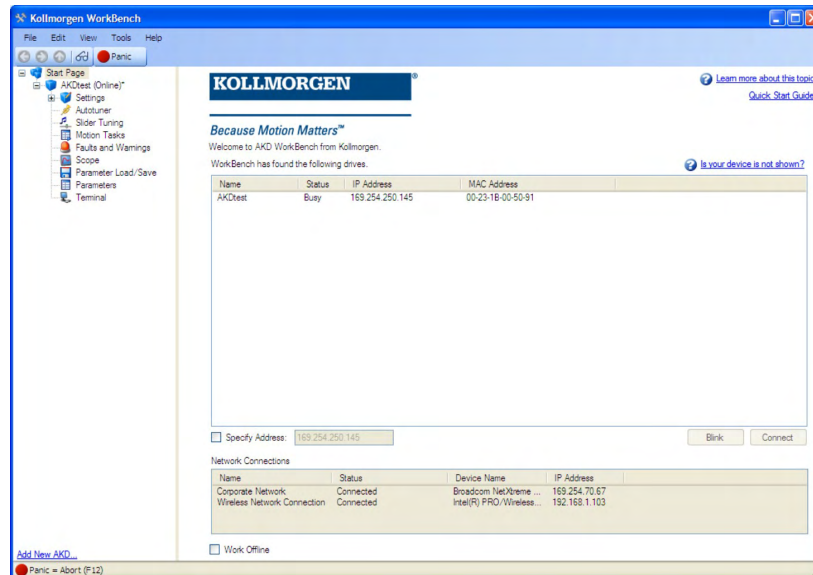 Kollmorgen WorkBench
File Edit View Tools Help
Panic
Start Page
AKDtest (Online)*
Settings
Autotuner
Slider Tuning
Motion Tasks
Faults and Warnings
Scope
Parameter Load/Save
Parameters
Terminal
Add New AKD...
KOLLMORGEN®
Because Motion Matters™
Learn more about this topic
Quick Start Guide
Welcome to AKD WorkBench from Kollmorgen.
WorkBench has found the following drives.
Is your device is not shown?
Name Status IP Address MAC Address
AKDtest Busy 169.254.250.145 00-23-1B-00-50-91
Specify Address: 169.254.250.145 Blink Connect
Network Connections
Name Status Device Name IP Address
Corporate Network Connected Broadcom NetXtreme ... 169.254.70.67
Wireless Network Connection Connected Intel(R) PRO/Wireless... 192.168.1.103
Work Offline
Panic = Abort (F12)